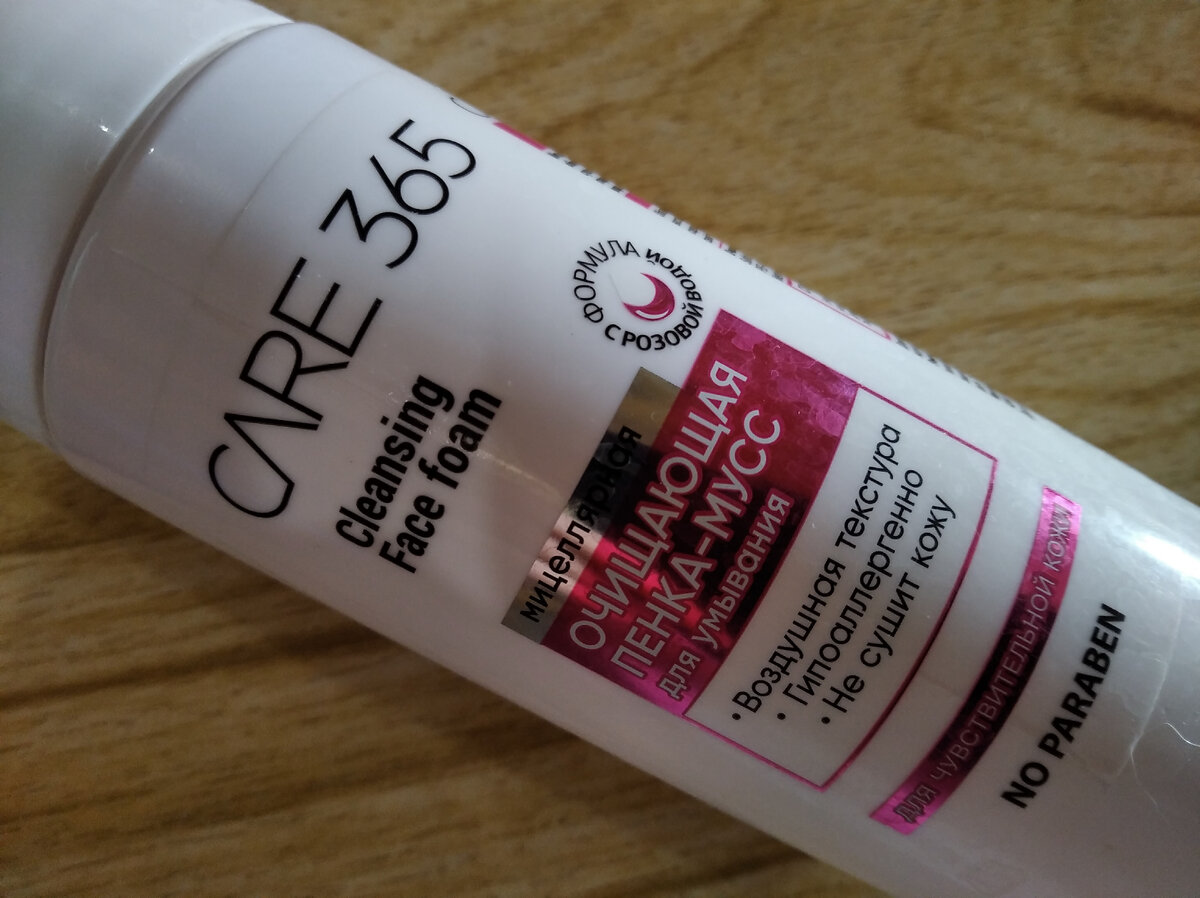 CARE 365
Cleansing
Face foam
ФОРМУЛА
С РОЗОВОЙ ВОДОЙ
мицеллярная
ОЧИЩАЮЩАЯ
ПЕНКА-МУСС
для умывания
• Воздушная текстура
• Гипоаллергенно
• Не сушит кожу
для чувствительной кожи
NO PARABEN